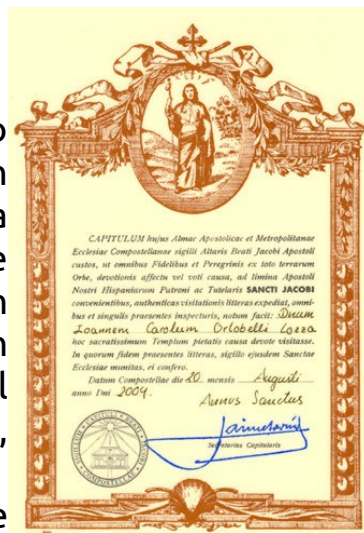 o
n
a
e
n
n
l
,
e
CAPITULUM hujus Almae Apostolicae et Metropolitanae
Ecclesiae Compostellanae sigilli Altaris Beati Jacobi Apostoli
custos, ut omnibus Fidelibus et Peregrinis ex toto terrarum
Orbe, devotionis affectu vel voti causa, ad limina Apostoli
Nostri Hispaniarum Patroni ac Tutelaris SANCTI JACOBI
convenientibus, authenticas visitationis litteras expediat, omni-
bus et singulis praesentes inspecturis, notum facit: Dnum
Ioannem Carolum Orlobelli Lozza
hoc sacratissimum Templum pietatis causa devote visitasse.
In quorum fidem praesentes litteras, sigillo ejusdem Sanctae
Ecclesiae munitas, ei confero.
Datum Compostellae die 20. mensis Augusti
anno Dni 2004.
Annus Sanctus
Secretarius Capitularis